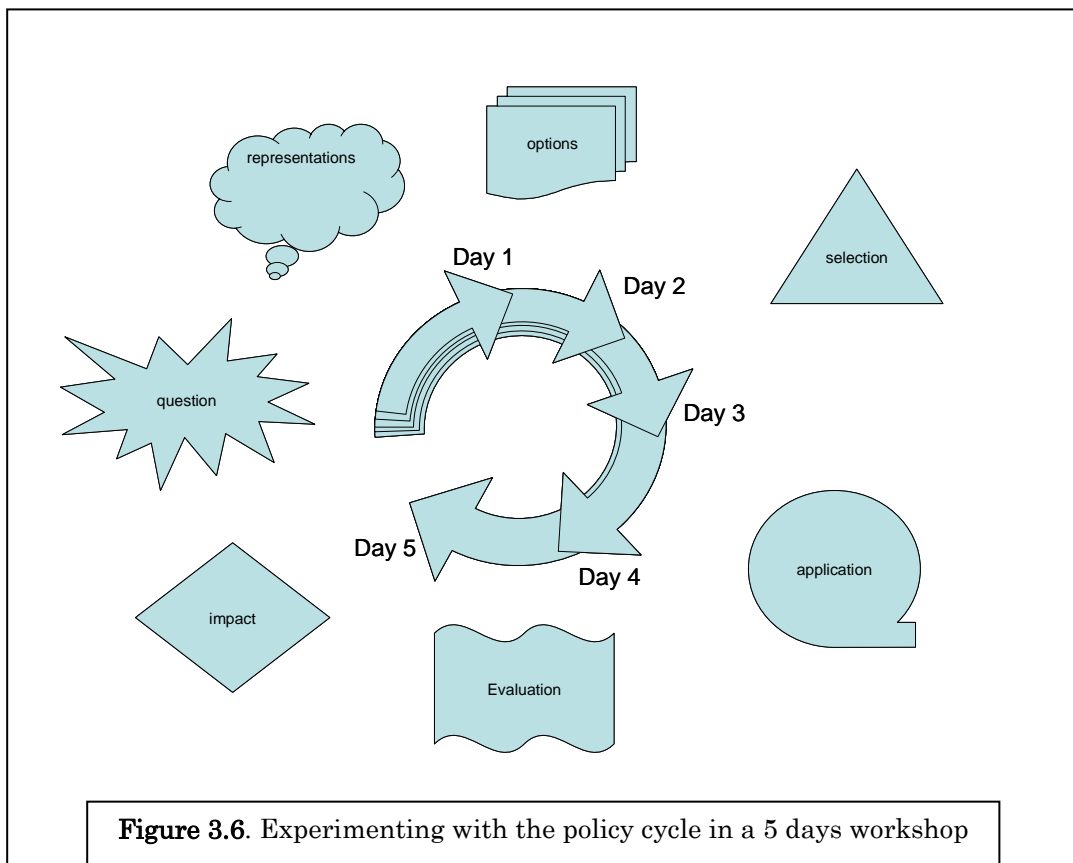 options
representations
selection
Day 1
Day 2
question
Day 3
Day 5
Day 4
application
impact
Evaluation
Figure 3.6. Experimenting with the policy cycle in a 5 days workshop